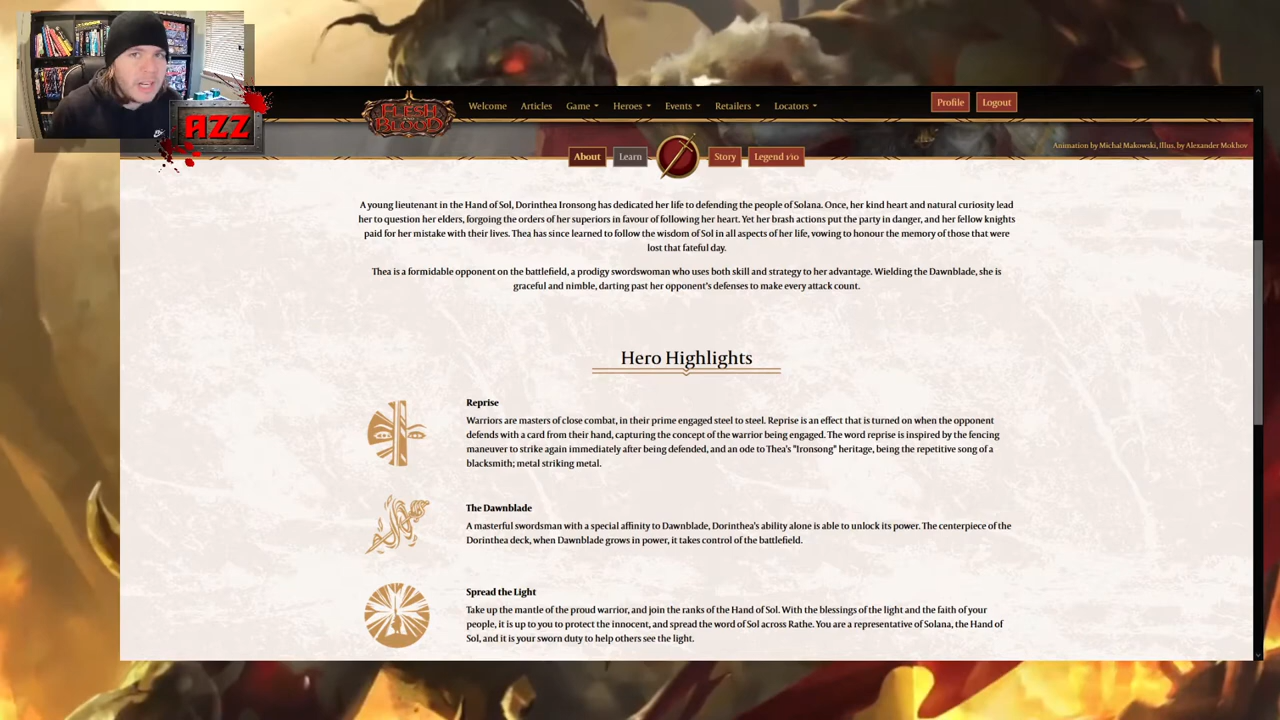 AZZ
FLESH
AND
BLOOD
Welcome Articles Game Heroes Events Retailers Locators
Profile Logout
Animation by Michał Makowski, Illus. by Alexander Mokhov
About Learn Story Legend v10
A young lieutenant in the Hand of Sol, Dorinthea Ironsong has dedicated her life to defending the people of Solana. Once, her kind heart and natural curiosity lead
her to question her elders, forgoing the orders of her superiors in favour of following her heart. Yet her brash actions put the party in danger, and her fellow knights
paid for her mistake with their lives. Thea has since learned to follow the wisdom of Sol in all aspects of her life, vowing to honour the memory of those that were
lost that fateful day.
Thea is a formidable opponent on the battlefield, a prodigy swordswoman who uses both skill and strategy to her advantage. Wielding the Dawnblade, she is
graceful and nimble, darting past her opponent's defenses to make every attack count.
Hero Highlights
Reprise
Warriors are masters of close combat, in their prime engaged steel to steel. Reprise is an effect that is turned on when the opponent
defends with a card from their hand, capturing the concept of the warrior being engaged. The word reprise is inspired by the fencing
maneuver to strike again immediately after being defended, and an ode to Thea's "Ironsong" heritage, being the repetitive song of a
blacksmith; metal striking metal.
The Dawnblade
A masterful swordsman with a special affinity to Dawnblade, Dorinthea's ability alone is able to unlock its power. The centerpiece of the
Dorinthea deck, when Dawnblade grows in power, it takes control of the battlefield.
Spread the Light
Take up the mantle of the proud warrior, and join the ranks of the Hand of Sol. With the blessings of the light and the faith of your
people, it is up to you to protect the innocent, and spread the word of Sol across Rathe. You are a representative of Solana, the Hand of
Sol, and it is your sworn duty to help others see the light.